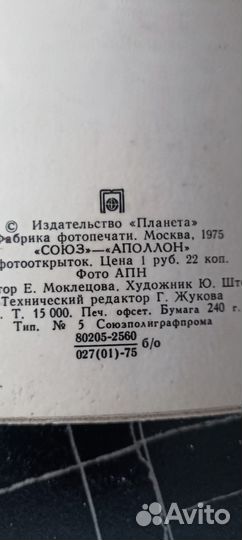 © Издательство «Планета»
Фабрика фотопечати. Москва, 1975
«СОЮЗ»—«АПОЛЛОН»
фотооткрыток. Цена 1 руб. 22 коп.
Фото АПН
тор Е. Моклецова. Художник Ю. Што
Технический редактор Г. Жукова
Т. 15 000. Печ. офсет. Бумага 240 г.
Тип. № 5 Союзполиграфпрома
80205-2560
027(01)-75 б/о
Avito